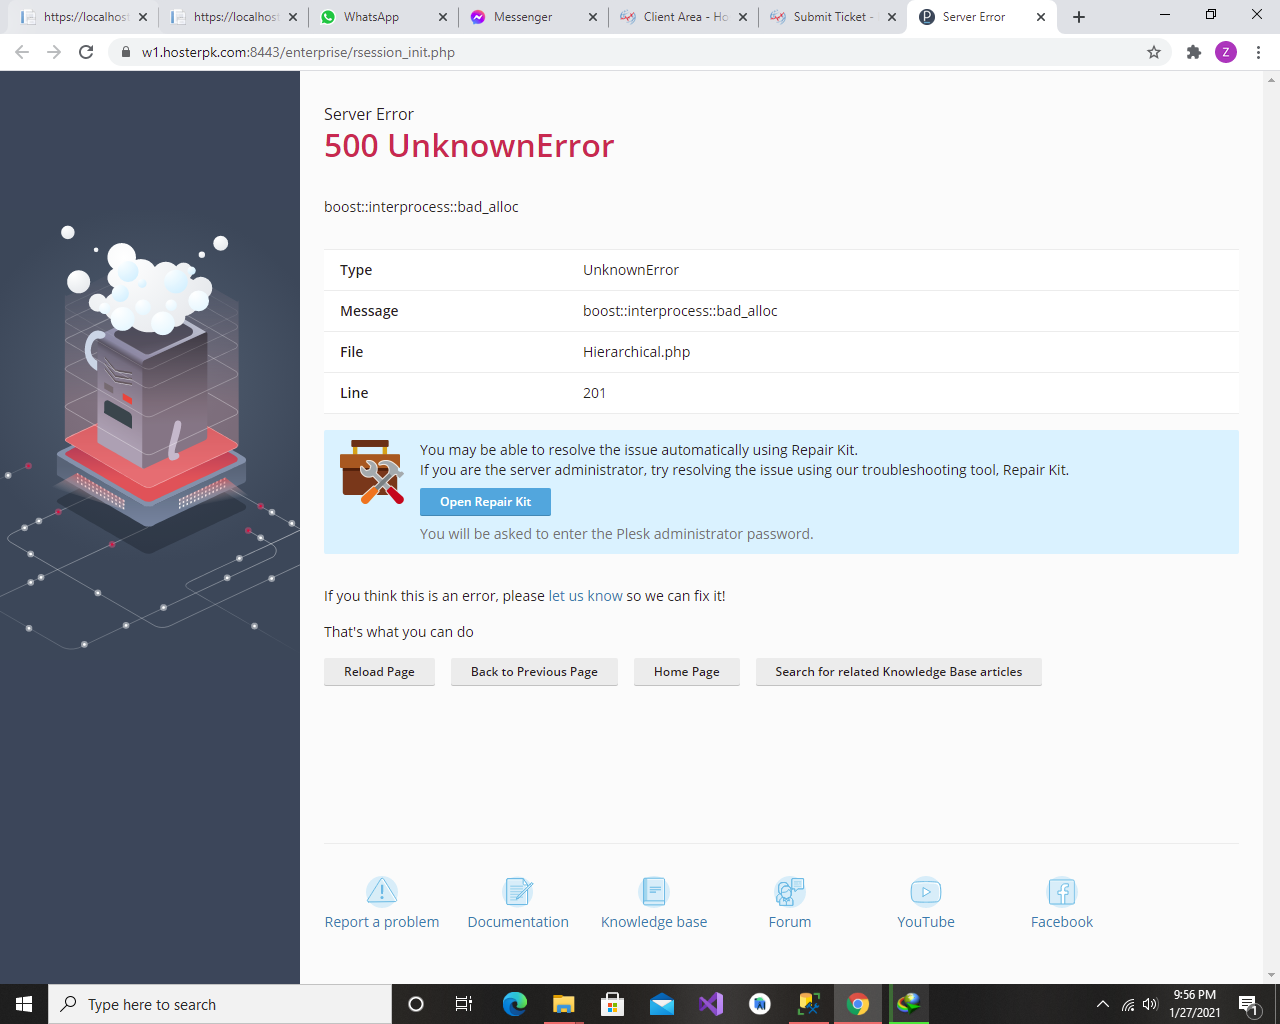 https://localhost
https://localhost
WhatsApp
Messenger
Client Area - Ho
Submit Ticket -
Server Error
w1.hosterpk.com:8443/enterprise/rsession_init.php
Z
Server Error
500 UnknownError
boost::interprocess::bad_alloc
Type UnknownError
Message boost::interprocess::bad_alloc
File Hierarchical.php
Line 201
You may be able to resolve the issue automatically using Repair Kit.
If you are the server administrator, try resolving the issue using our troubleshooting tool, Repair Kit.
Open Repair Kit
You will be asked to enter the Plesk administrator password.
If you think this is an error, please let us know so we can fix it!
That's what you can do
Reload Page Back to Previous Page Home Page Search for related Knowledge Base articles
Report a problem Documentation Knowledge base Forum YouTube Facebook
Type here to search
9:56 PM
1/27/2021
1